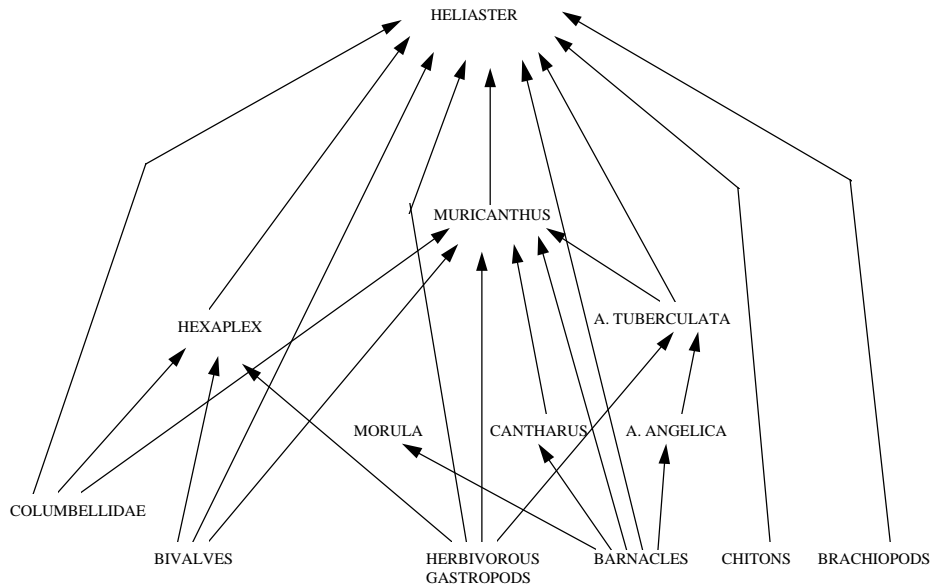 HELIASTER
MURICANTHUS
HEXAPLEX
A. TUBERCULATA
MORULA
CANTHARUS
A. ANGELICA
COLUMBELLIDAE
BIVALVES
HERBIVOROUS
GASTROPODS
BARNACLES
CHITONS
BRACHIOPODS